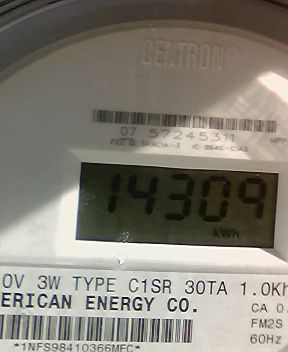 CENTRON
07 57245311
14309
kWh
0V 3W TYPE C1SR 30TA 1.0Kh
ERICAN ENERGY CO.
CA 0.
FM2S
60Hz
*1NFS98410366MFC*